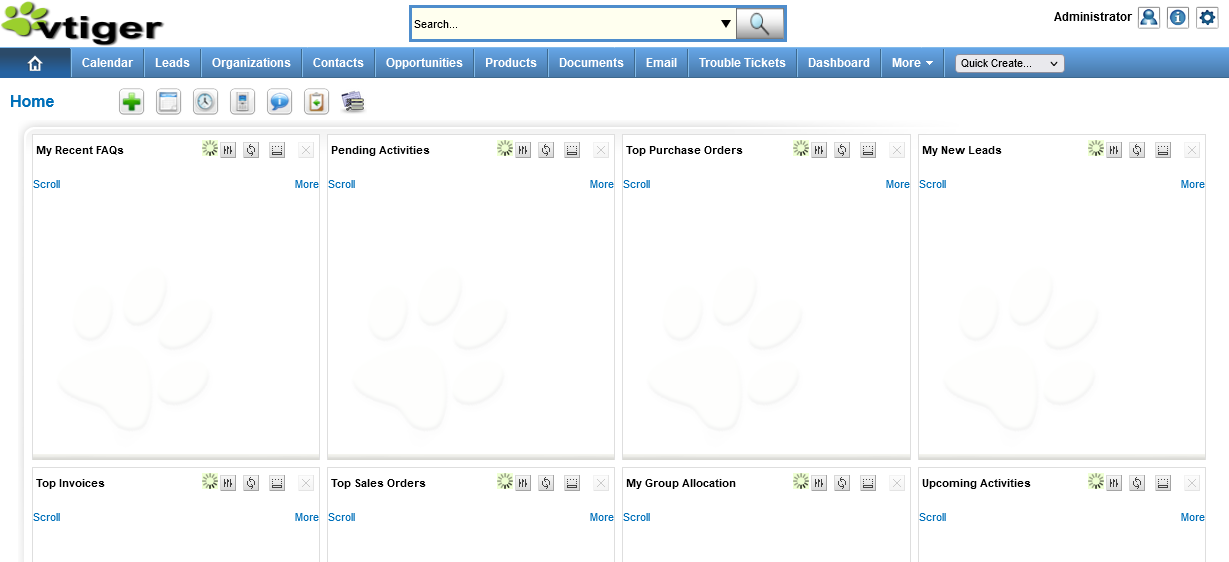 vtiger
Search...
Administrator
Calendar Leads Organizations Contacts Opportunities Products Documents Email Trouble Tickets Dashboard More Quick Create...
Home
My Recent FAQs Pending Activities Top Purchase Orders My New Leads
Scroll More Scroll More Scroll More Scroll More
Top Invoices Top Sales Orders My Group Allocation Upcoming Activities
Scroll More Scroll More Scroll More Scroll More